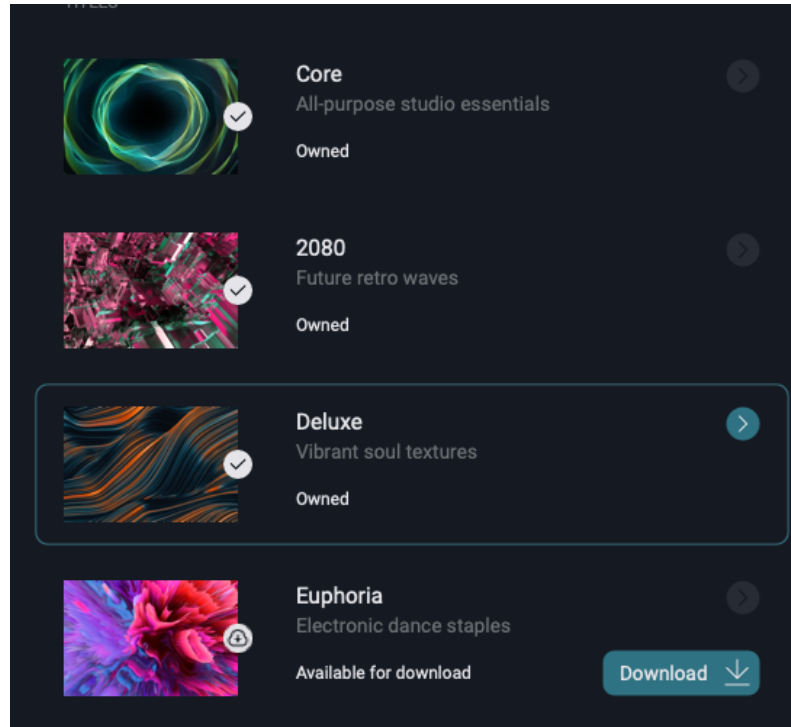 TITLES
Core
All-purpose studio essentials
Owned
2080
Future retro waves
Owned
Deluxe
Vibrant soul textures
Owned
Euphoria
Electronic dance staples
Available for download
Download